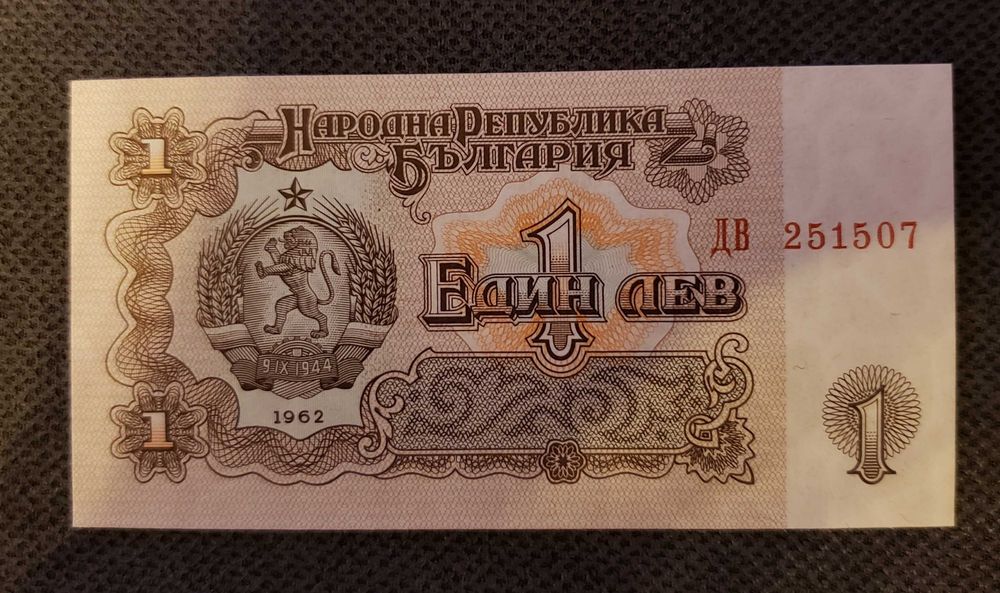 1
НАРОДНА РЕПУБЛИКА
БЪЛГАРИЯ
1
ДВ 251507
ЕДИН ЛЕВ
9·IX·1944
1962
1
1